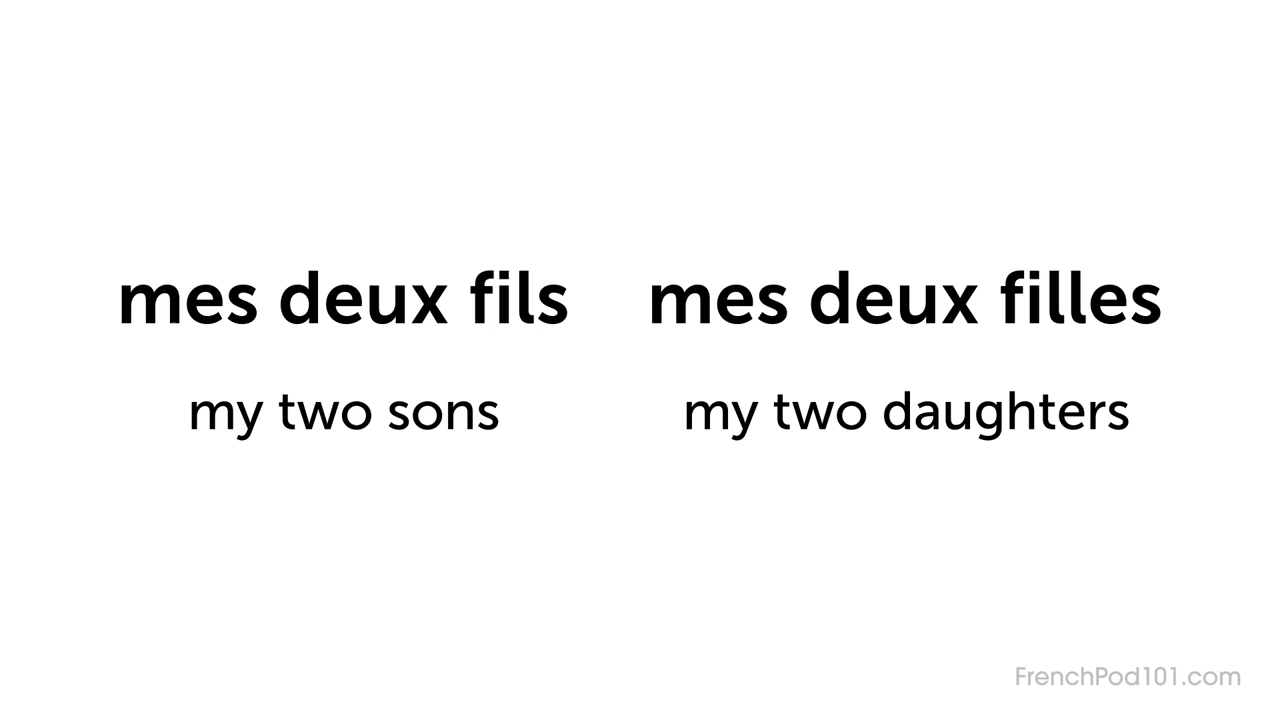 mes deux fils
my two sons
mes deux filles
my two daughters
FrenchPod101.com